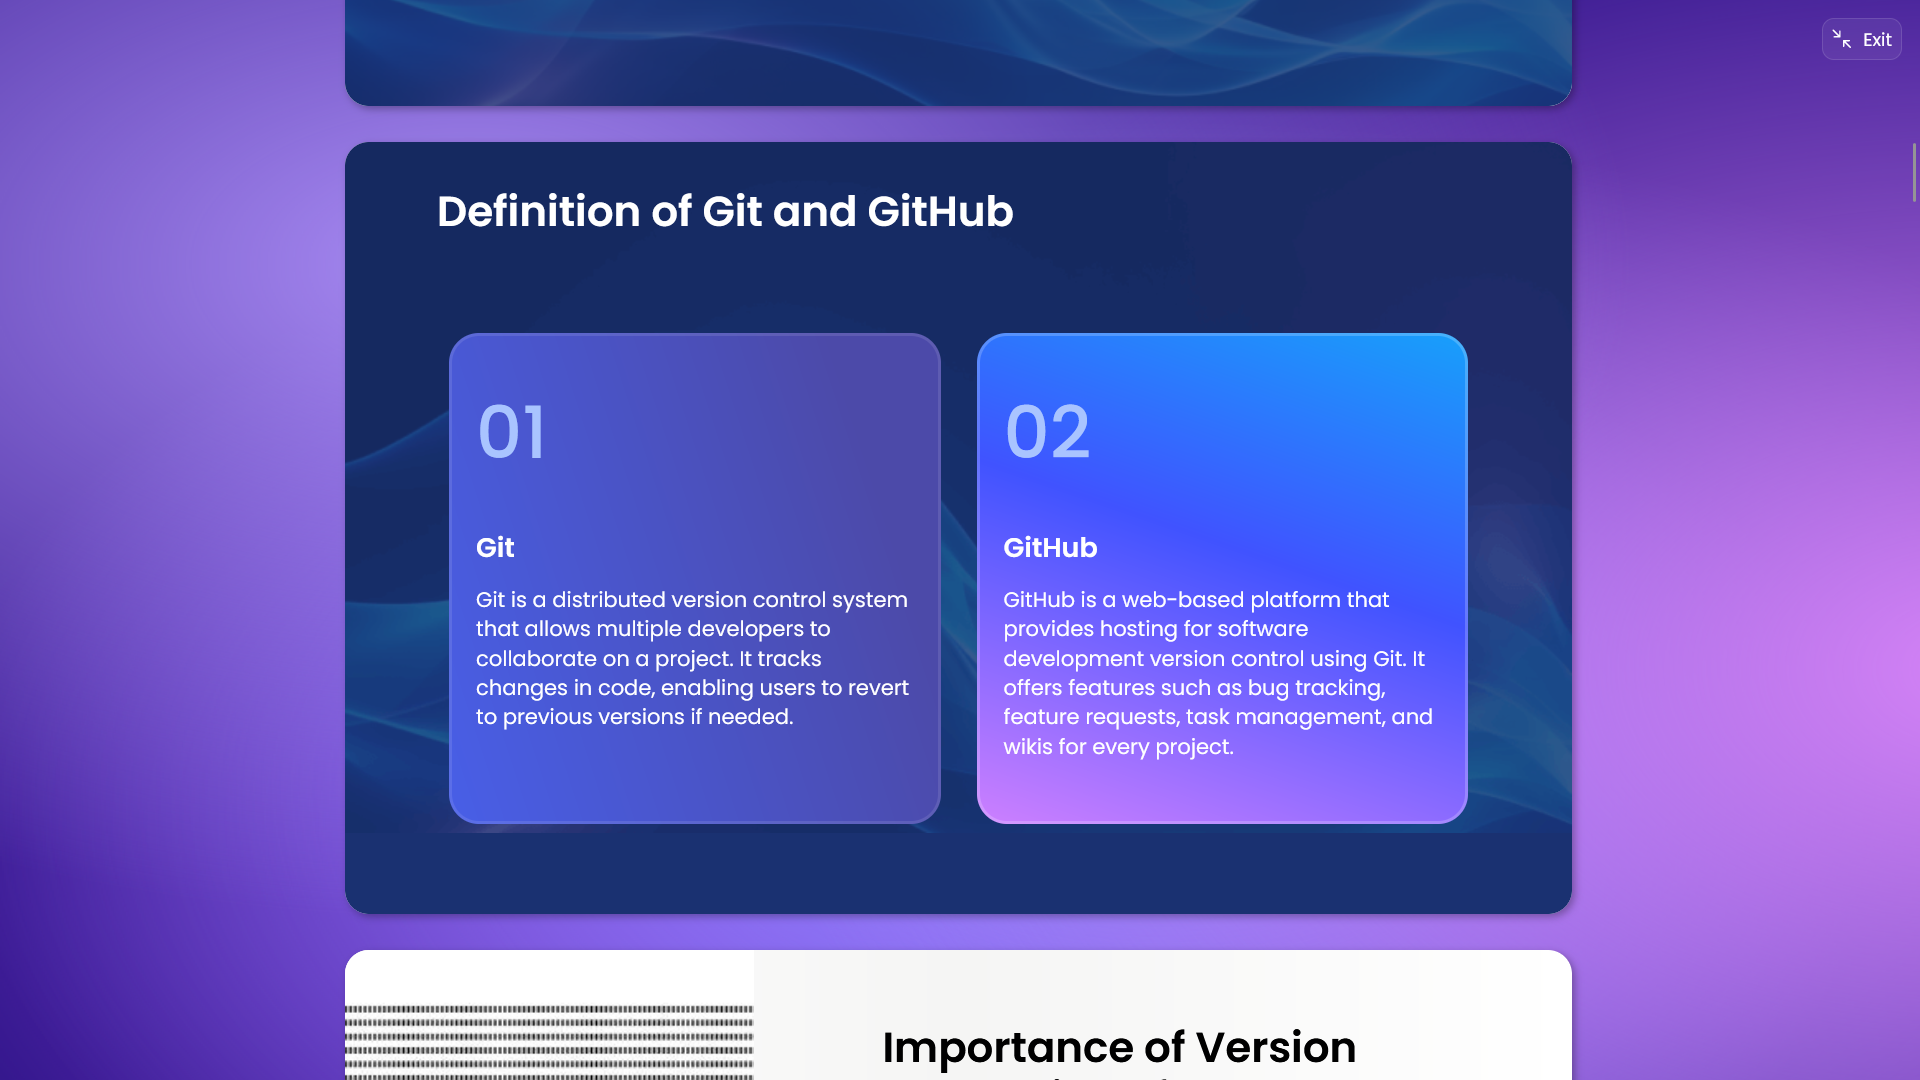 Exit
Definition of Git and GitHub
01
Git
Git is a distributed version control system
that allows multiple developers to
collaborate on a project. It tracks
changes in code, enabling users to revert
to previous versions if needed.
02
GitHub
GitHub is a web-based platform that
provides hosting for software
development version control using Git. It
offers features such as bug tracking,
feature requests, task management, and
wikis for every project.
Importance of Version